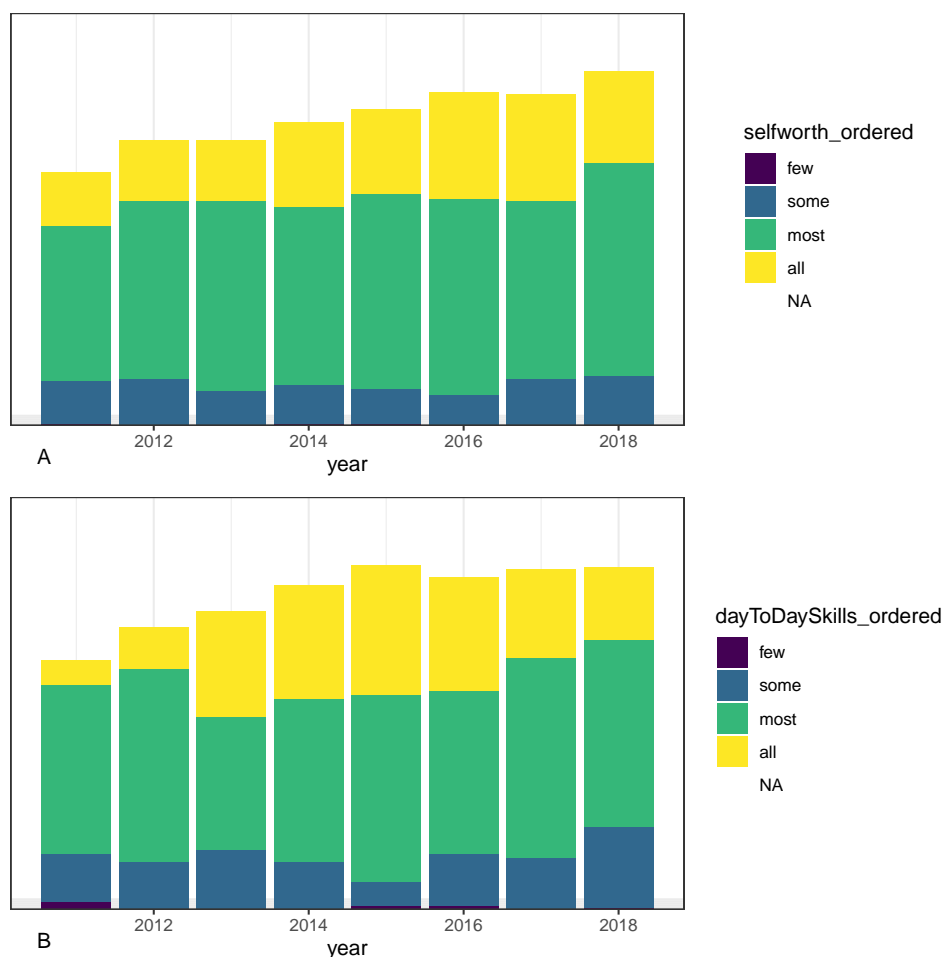 selfworth_ordered
few
some
most
all
NA
2012 2014 2016 2018
year
A
dayToDaySkills_ordered
few
some
most
all
NA
2012 2014 2016 2018
year
B